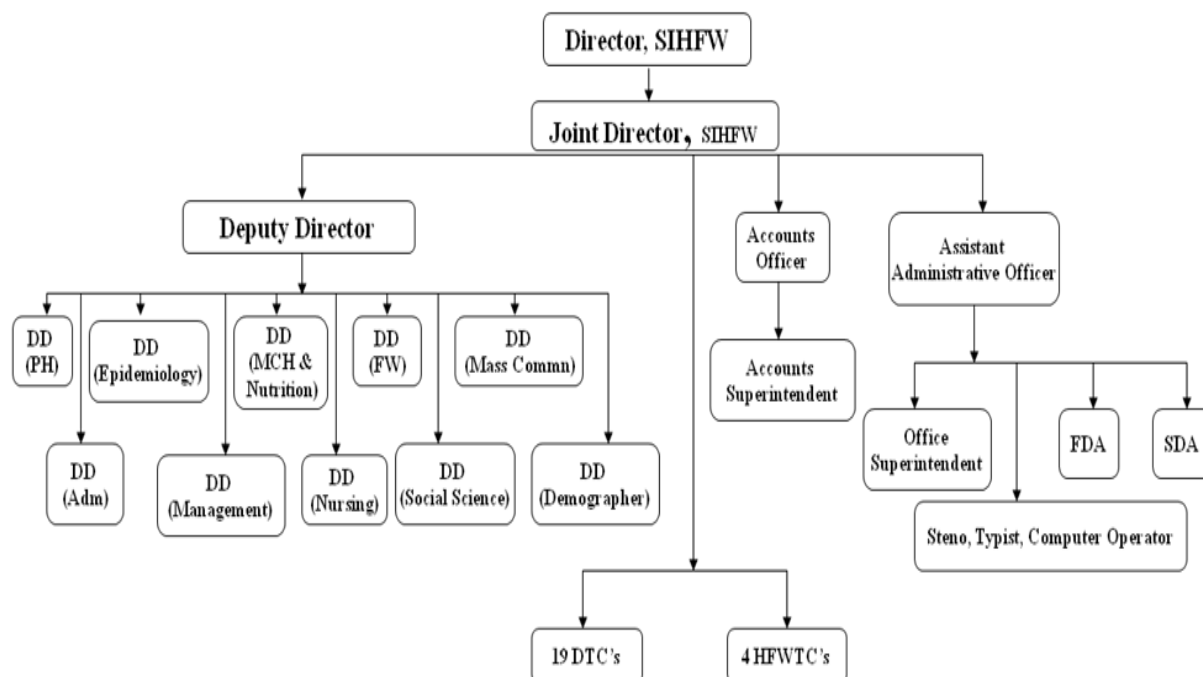 Director, SIHFW
Joint Director, SIHFW
Deputy Director
Accounts
Officer
Assistant
Administrative Officer
DD
(PH)
DD
(Epidemiology)
DD
(MCH &
Nutrition)
DD
(FW)
DD
(Mass Commn)
Accounts
Superintendent
DD
(Adm)
DD
(Management)
DD
(Nursing)
DD
(Social Science)
DD
(Demographer)
Office
Superintendent
FDA
SDA
Steno, Typist, Computer Operator
19 DTC's
4 HFWTC's